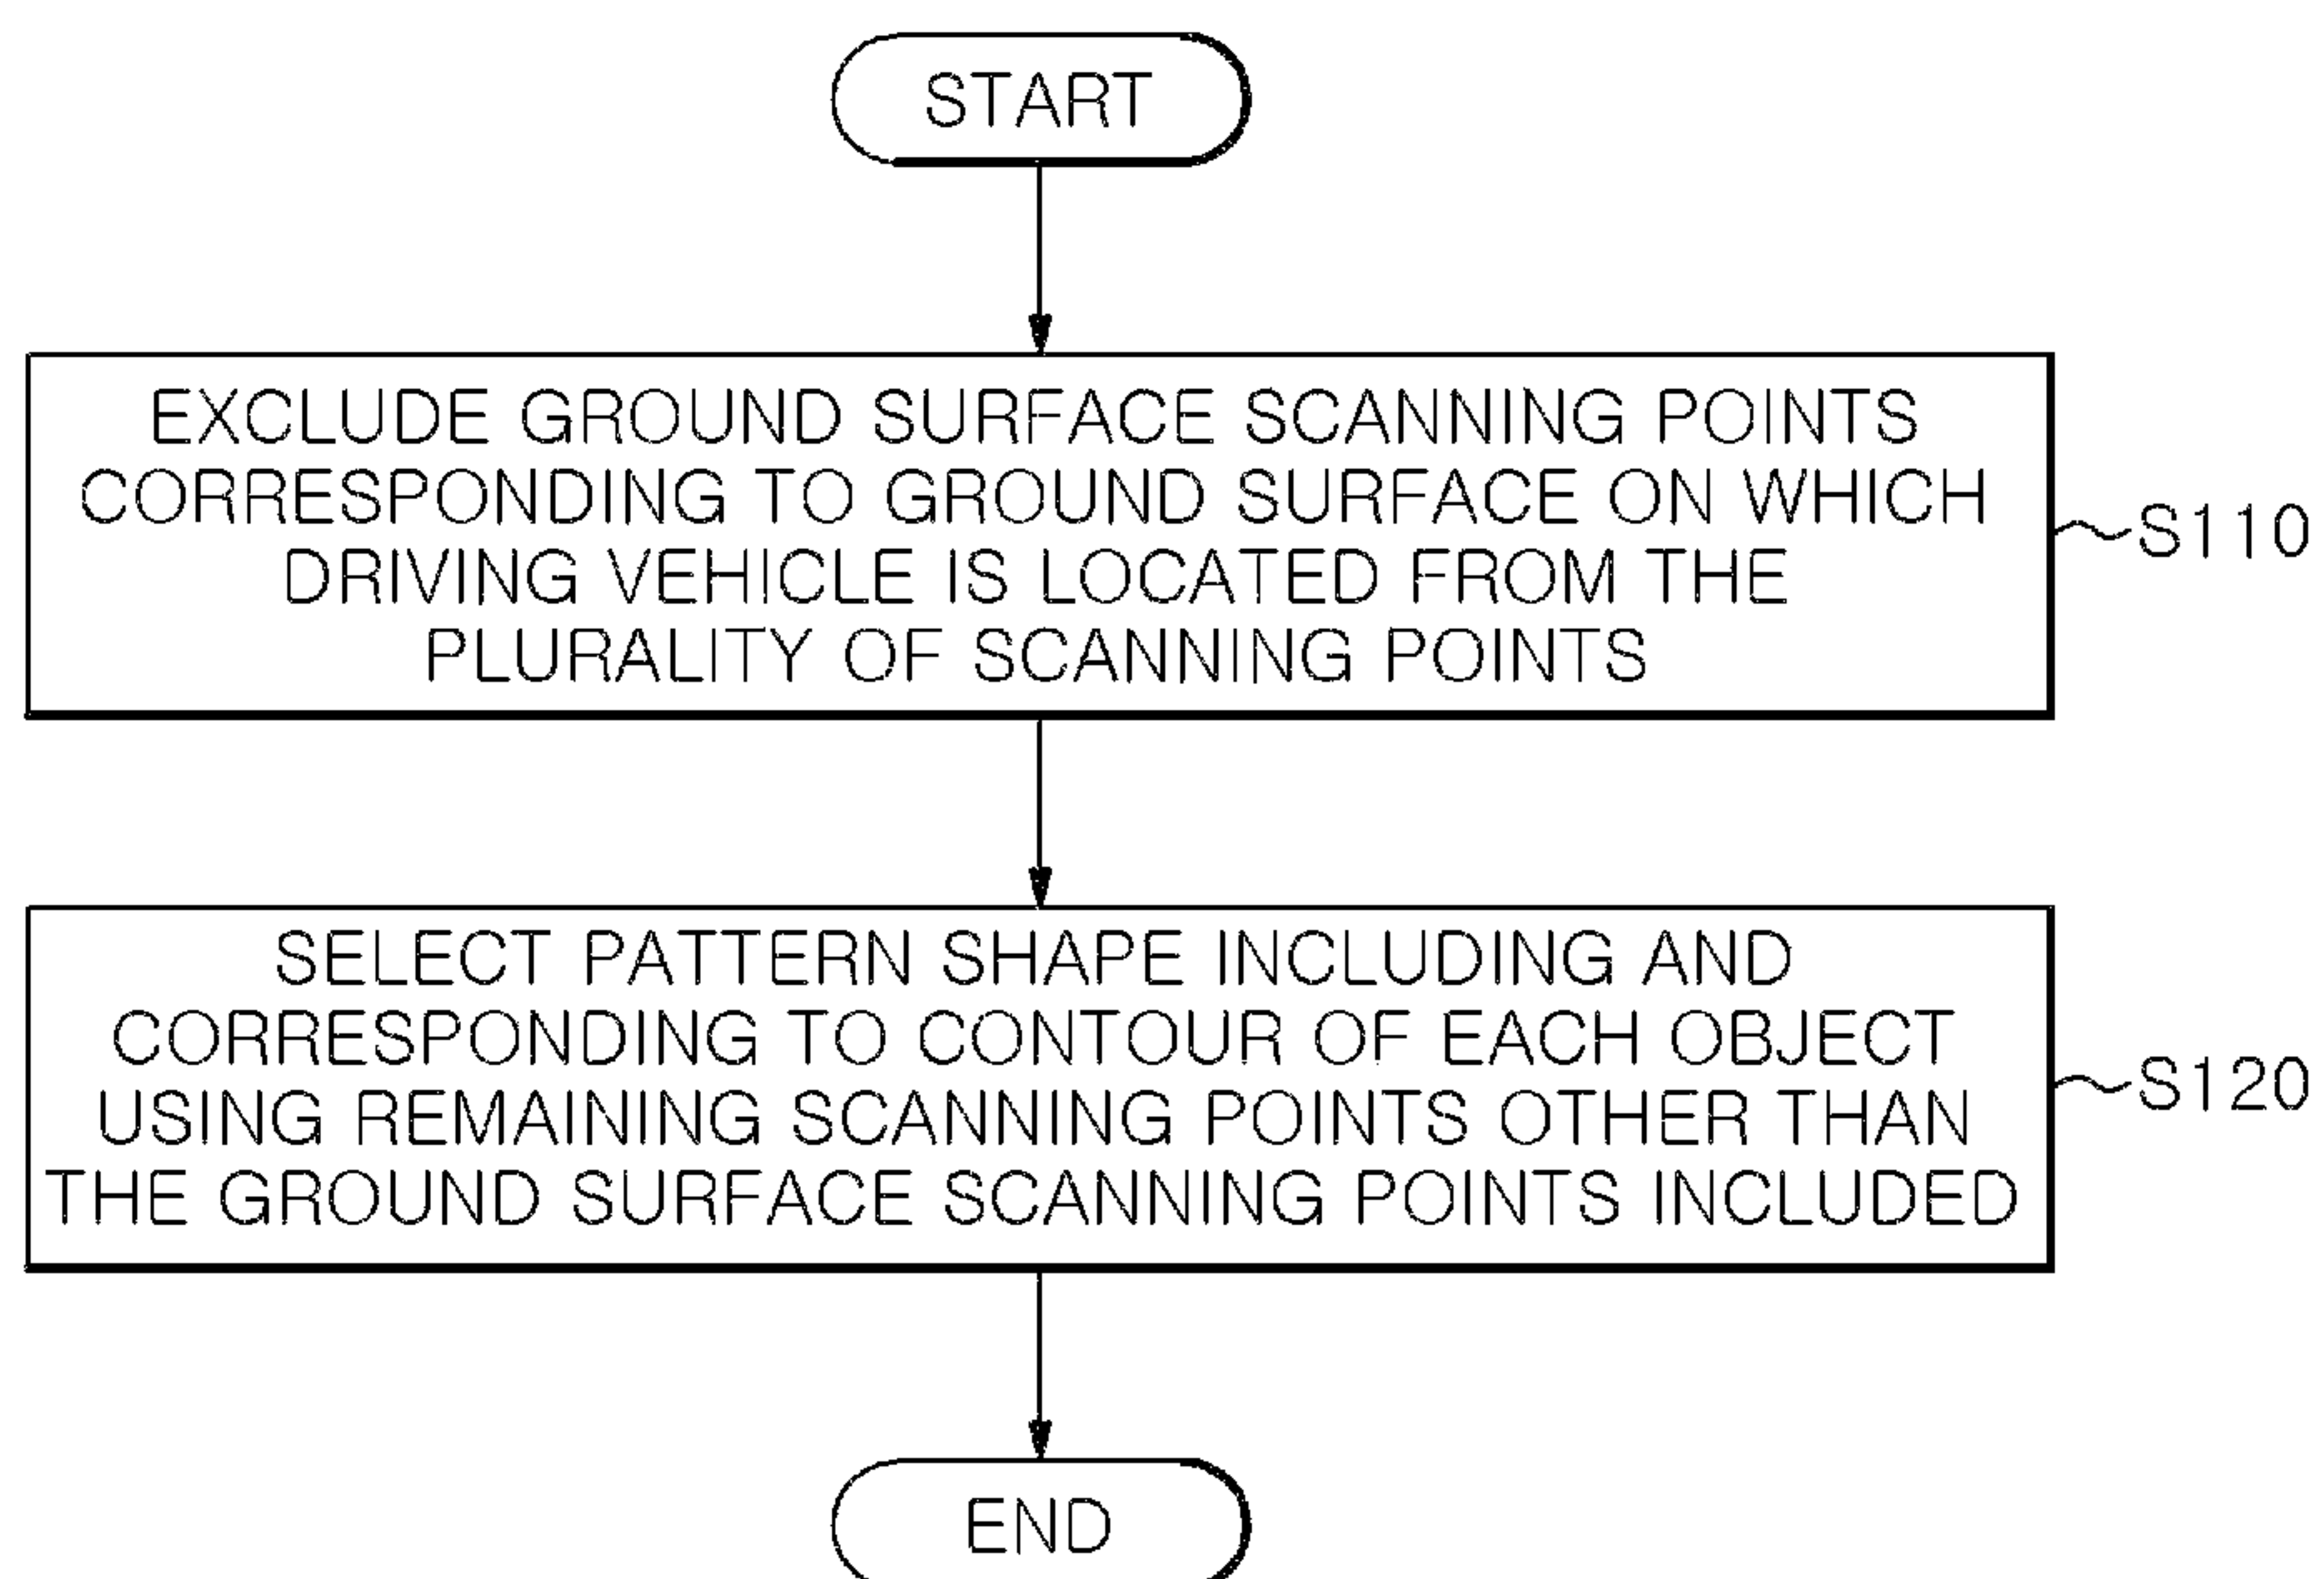 START
EXCLUDE GROUND SURFACE SCANNING POINTS
CORRESPONDING TO GROUND SURFACE ON WHICH
DRIVING VEHICLE IS LOCATED FROM THE
PLURALITY OF SCANNING POINTS
S110
SELECT PATTERN SHAPE INCLUDING AND
CORRESPONDING TO CONTOUR OF EACH OBJECT
USING REMAINING SCANNING POINTS OTHER THAN
THE GROUND SURFACE SCANNING POINTS INCLUDED
S120
END